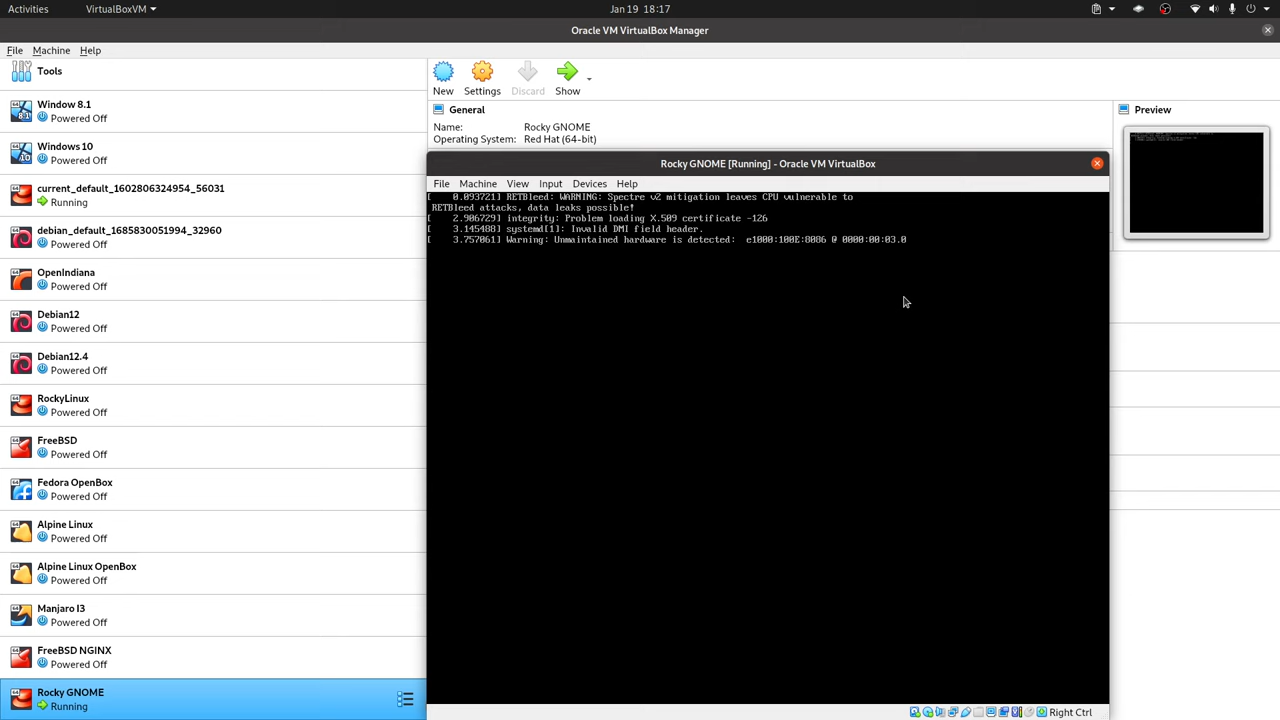 Activities
VirtualBoxVM
Jan 19 18:17
Oracle VM VirtualBox Manager
File Machine Help
Tools
Window 8.1
Powered Off
Window 10
Powered Off
current_default_1602806324954_56031
Running
debian_default_1685830051994_32960
Powered Off
OpenIndiana
Powered Off
Debian12
Powered Off
Debian12.4
Powered Off
RockyLinux
Powered Off
FreeBSD
Powered Off
Fedora OpenBox
Powered Off
Alpine Linux
Powered Off
Alpine Linux OpenBox
Powered Off
Manjaro I3
Powered Off
FreeBSD NGINX
Powered Off
Rocky GNOME
Running
New Settings Discard Show
General
Name: Rocky GNOME
Operating System: Red Hat (64-bit)
Preview
Rocky GNOME [Running] - Oracle VM VirtualBox
File Machine View Input Devices Help
[ 0.093721] RETBleed: WARNING: Spectre v2 mitigation leaves CPU vulnerable to
RETBleed attacks, data leaks possible!
[ 2.906729] integrity: Problem loading X.509 certificate -126
[ 3.145488] systemd[1]: Invalid DMI field header.
[ 3.757061] Warning: Unmaintained hardware is detected: e1000:100E:8086 @ 0000:00:03.0
Right Ctrl